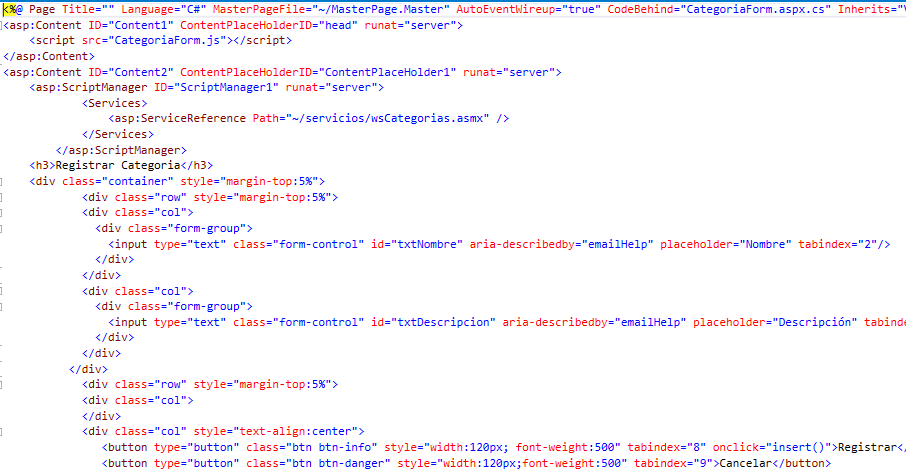 <%@ Page Title="" Language="C#" MasterPageFile="~/MasterPage.Master" AutoEventWireup="true" CodeBehind="CategoriaForm.aspx.cs" Inherits="
<asp:Content ID="Content1" ContentPlaceHolderID="head" runat="server">
<script src="CategoriaForm.js"></script>
</asp:Content>
<asp:Content ID="Content2" ContentPlaceHolderID="ContentPlaceHolder1" runat="server">
<asp:ScriptManager ID="ScriptManager1" runat="server">
<Services>
<asp:ServiceReference Path="~/servicios/wsCategorias.asmx" />
</Services>
</asp:ScriptManager>
<h3>Registrar Categoria</h3>
<div class="container" style="margin-top:5%">
<div class="row" style="margin-top:5%">
<div class="col">
<div class="form-group">
<input type="text" class="form-control" id="txtNombre" aria-describedby="emailHelp" placeholder="Nombre" tabindex="2"/>
</div>
</div>
<div class="col">
<div class="form-group">
<input type="text" class="form-control" id="txtDescripcion" aria-describedby="emailHelp" placeholder="Descripción" tabinde
</div>
</div>
</div>
<div class="row" style="margin-top:5%">
<div class="col">
</div>
<div class="col" style="text-align:center">
<button type="button" class="btn btn-info" style="width:120px; font-weight:500" tabindex="8" onclick="insert()">Registrar</
<button type="button" class="btn btn-danger" style="width:120px;font-weight:500" tabindex="9">Cancelar</button>